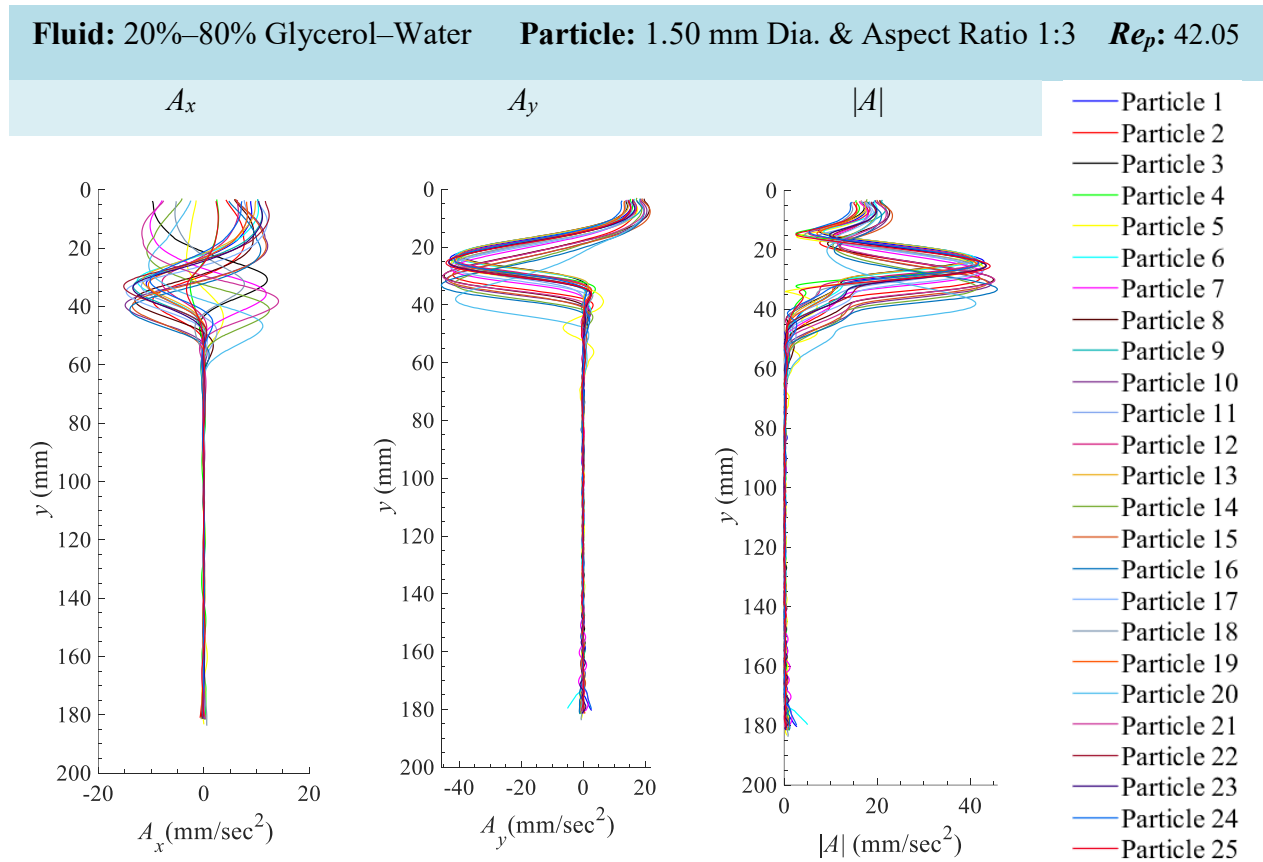 Fluid: 20%–80% Glycerol–Water Particle: 1.50 mm Dia. & Aspect Ratio 1:3 Rep: 42.05
Ax Ay |A|
Particle 1
Particle 2
Particle 3
Particle 4
Particle 5
Particle 6
Particle 7
Particle 8
Particle 9
Particle 10
Particle 11
Particle 12
Particle 13
Particle 14
Particle 15
Particle 16
Particle 17
Particle 18
Particle 19
Particle 20
Particle 21
Particle 22
Particle 23
Particle 24
Particle 25
0
20
40
60
80
100
120
140
160
180
200
y (mm)
-20 0 20
A_x (mm/sec²)
0
20
40
60
80
100
120
140
160
180
200
y (mm)
-40 -20 0 20
A_y (mm/sec²)
0
20
40
60
80
100
120
140
160
180
200
y (mm)
0 20 40
|A| (mm/sec²)